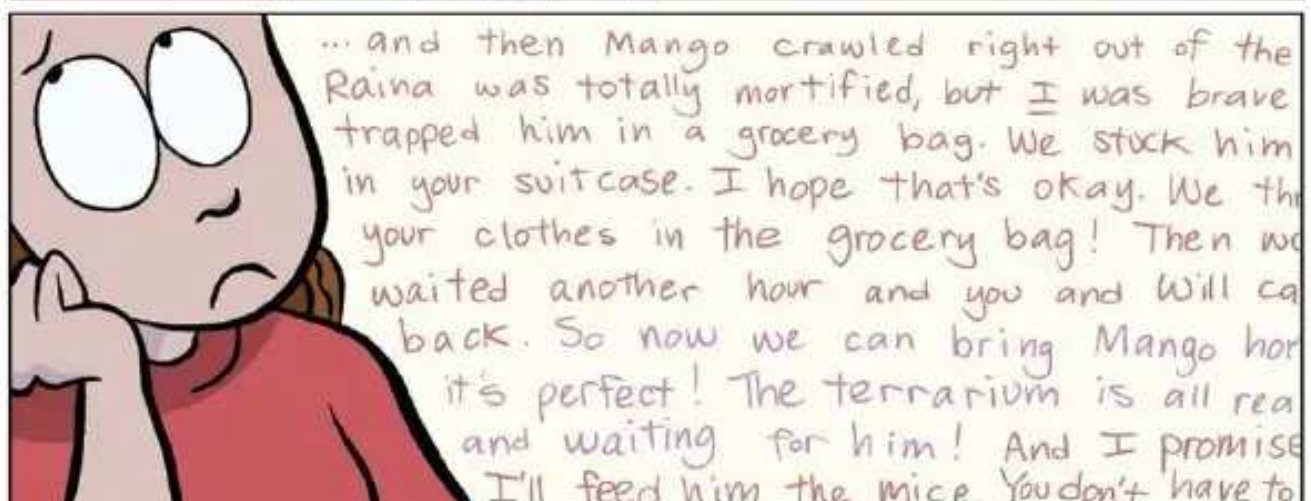 ... and then Mango crawled right out of the
Raina was totally mortified, but I was brave
trapped him in a grocery bag. We stuck him
in your suitcase. I hope that's okay. We
your clothes in the grocery bag! Then
waited another hour and you and Will
back. So now we can bring Mango
it's perfect! The terrarium is all
and waiting for him! And I promise
I'll feed him the mice. You don't have to